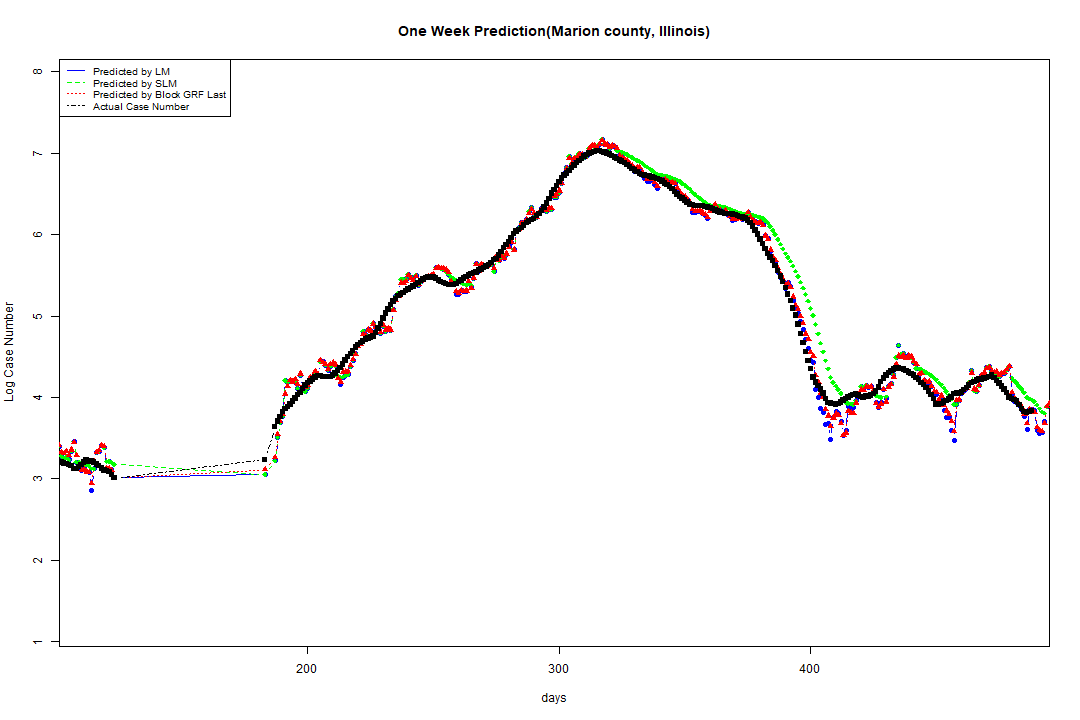 One Week Prediction(Marion county, Illinois)
Predicted by LM
Predicted by SLM
Predicted by Block GRF Last
Actual Case Number
8
7
6
5
4
3
2
1
Log Case Number
200
300
400
days